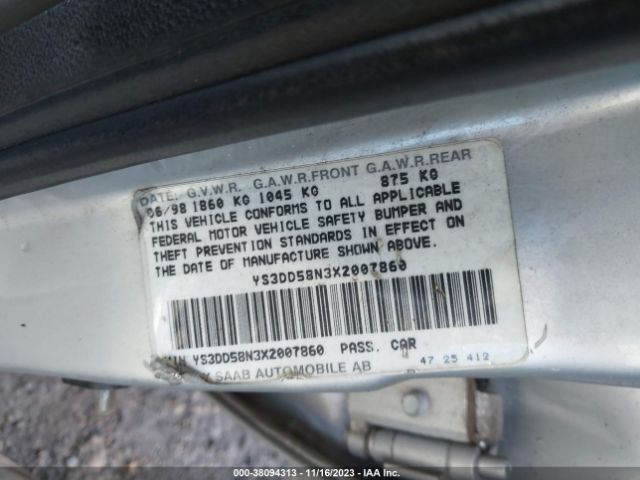 DATE: G.V.W.R. G.A.W.R.FRONT G.A.W.R.REAR
06/98 1860 KG 1045 KG 875 KG
THIS VEHICLE CONFORMS TO ALL APPLICABLE
FEDERAL MOTOR VEHICLE SAFETY BUMPER AND
THEFT PREVENTION STANDARDS IN EFFECT ON
THE DATE OF MANUFACTURE SHOWN ABOVE.
YS3DD58N3X2007860
YS3DD58N3X2007860 PASS. CAR
SAAB AUTOMOBILE AB 47 25 412
000-38094313 - 11/16/2023 - IAA Inc.